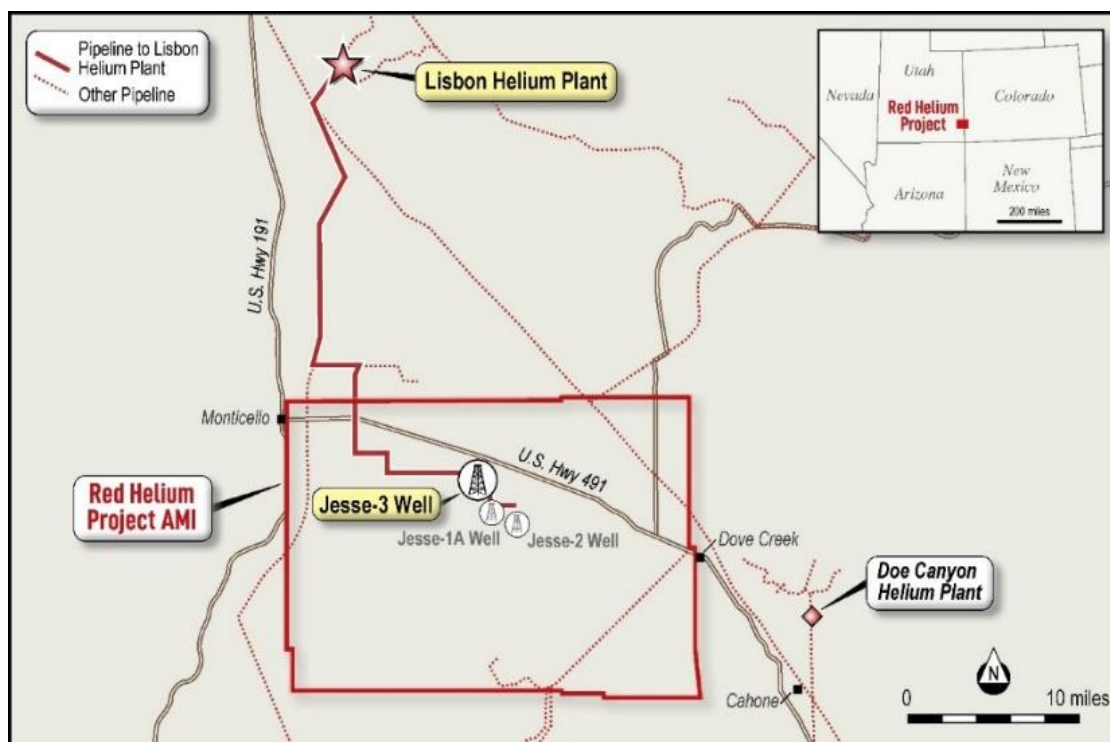 Pipeline to Lisbon
Helium Plant
Other Pipeline
Lisbon Helium Plant
Nevada
Utah
Colorado
Red Helium
Project
Arizona
New
Mexico
200 miles
U.S. Hwy 191
Monticello
U.S. Hwy 491
Red Helium
Project AMI
Jesse-3 Well
Jesse-1A Well
Jesse-2 Well
Dove Creek
Doe Canyon
Helium Plant
Cahone
N
0
10 miles